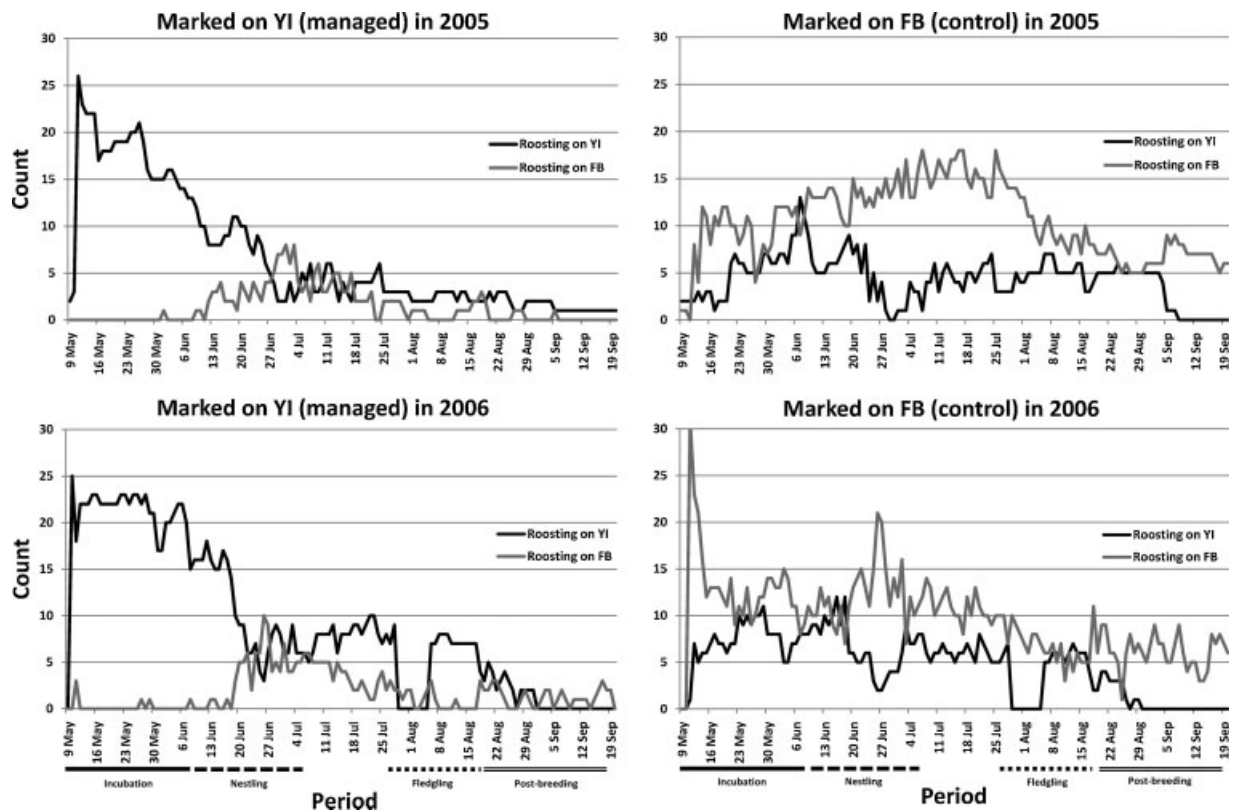 Marked on YI (managed) in 2005
Count
30
25
20
15
10
5
0
Roosting on YI
Roosting on FB
9 May
16 May
23 May
30 May
6 Jun
13 Jun
20 Jun
27 Jun
4 Jul
11 Jul
18 Jul
25 Jul
1 Aug
8 Aug
15 Aug
22 Aug
29 Aug
5 Sep
12 Sep
19 Sep
Marked on FB (control) in 2005
30
25
20
15
10
5
0
Roosting on YI
Roosting on FB
9 May
16 May
23 May
30 May
6 Jun
13 Jun
20 Jun
27 Jun
4 Jul
11 Jul
18 Jul
25 Jul
1 Aug
8 Aug
15 Aug
22 Aug
29 Aug
5 Sep
12 Sep
19 Sep
Marked on YI (managed) in 2006
Count
30
25
20
15
10
5
0
Roosting on YI
Roosting on FB
9 May
16 May
23 May
30 May
6 Jun
13 Jun
20 Jun
27 Jun
4 Jul
11 Jul
18 Jul
25 Jul
1 Aug
8 Aug
15 Aug
22 Aug
29 Aug
5 Sep
12 Sep
19 Sep
Incubation Nestling Fledgling Post-breeding
Period
Marked on FB (control) in 2006
30
25
20
15
10
5
0
Roosting on YI
Roosting on FB
9 May
16 May
23 May
30 May
6 Jun
13 Jun
20 Jun
27 Jun
4 Jul
11 Jul
18 Jul
25 Jul
1 Aug
8 Aug
15 Aug
22 Aug
29 Aug
5 Sep
12 Sep
19 Sep
Incubation Nestling Fledgling Post-breeding
Period